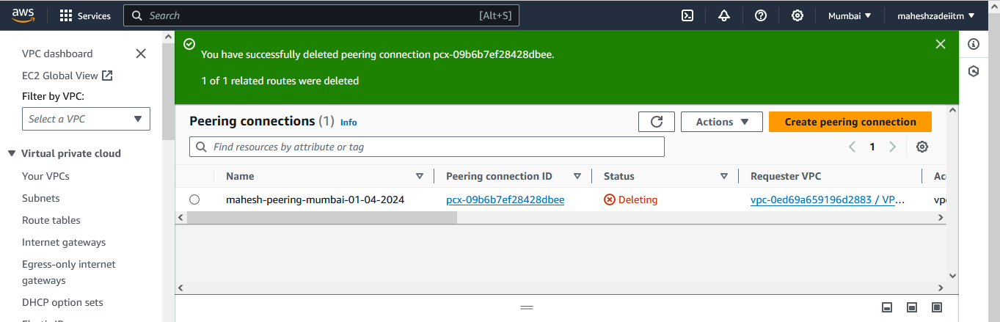 aws Services Search [Alt+S] Mumbai maheshzadeiitm
VPC dashboard
EC2 Global View
Filter by VPC:
Select a VPC
Virtual private cloud
Your VPCs
Subnets
Route tables
Internet gateways
Egress-only internet
gateways
DHCP option sets
You have successfully deleted peering connection pcx-09b6b7ef28428dbee.
1 of 1 related routes were deleted
Peering connections (1) Info Actions Create peering connection
Find resources by attribute or tag 1
Name Peering connection ID Status Requester VPC
mahesh-peering-mumbai-01-04-2024 pcx-09b6b7ef28428dbee Deleting vpc-0ed69a659196d2883 / VP...